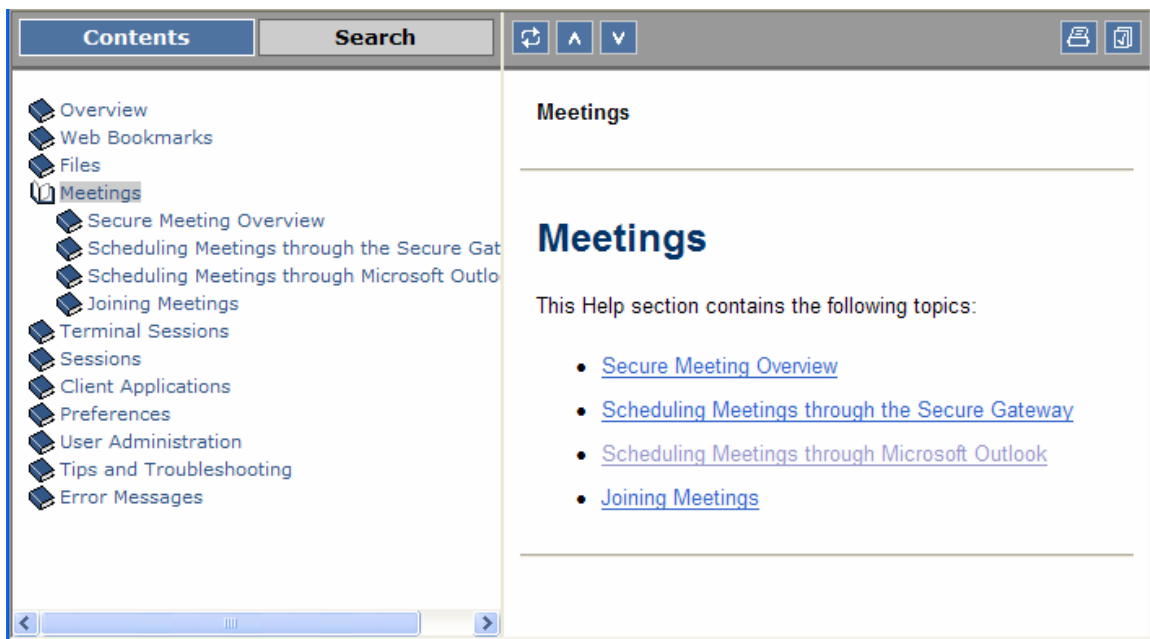 Contents
Search
Overview
Web Bookmarks
Files
Meetings
Secure Meeting Overview
Scheduling Meetings through the Secure Gat
Scheduling Meetings through Microsoft Outlo
Joining Meetings
Terminal Sessions
Sessions
Client Applications
Preferences
User Administration
Tips and Troubleshooting
Error Messages
Meetings
Meetings
This Help section contains the following topics:
Secure Meeting Overview
Scheduling Meetings through the Secure Gateway
Scheduling Meetings through Microsoft Outlook
Joining Meetings